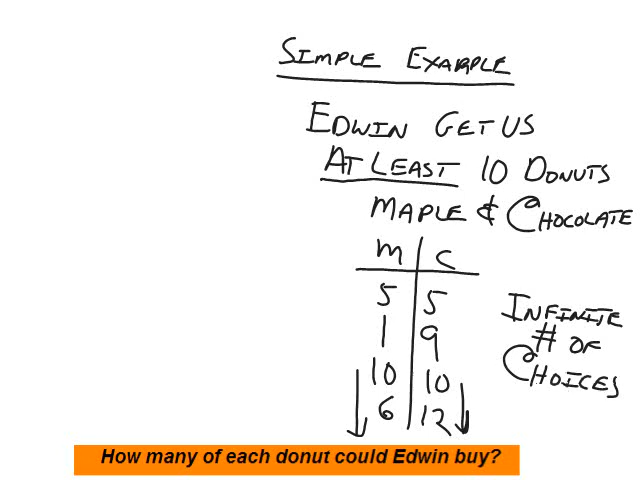 SIMPLE EXAMPLE
EDWIN GET US
AT LEAST 10 DONUTS
MAPLE & CHOCOLATE
M C
5 5
1 9
10 10
6 12
INFINITE
# OF
CHOICES
How many of each donut could Edwin buy?